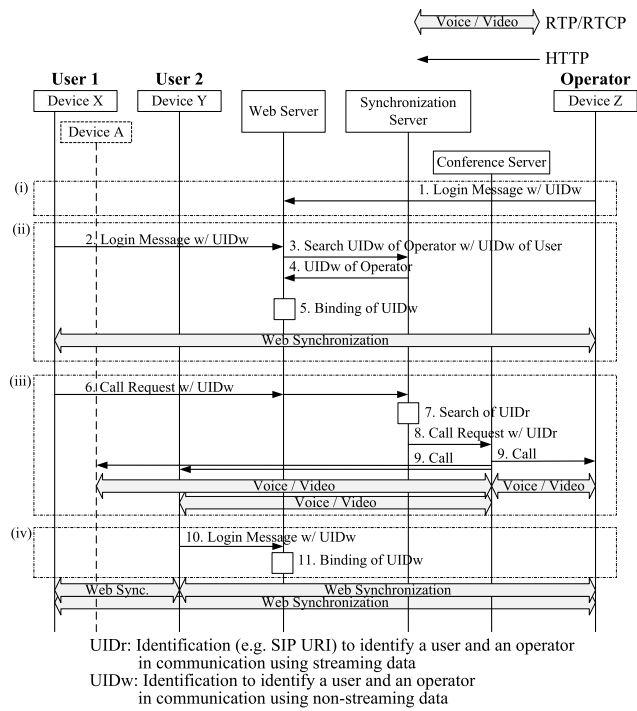 Voice / Video
RTP/RTCP
HTTP
User 1
User 2
Operator
Device X
Device Y
Web Server
Synchronization
Server
Device Z
Device A
Conference Server
(i)
1. Login Message w/ UIDw
(ii)
2. Login Message w/ UIDw
3. Search UIDw of Operator w/ UIDw of User
4. UIDw of Operator
5. Binding of UIDw
Web Synchronization
(iii)
6. Call Request w/ UIDw
7. Search of UIDr
8. Call Request w/ UIDr
9. Call
9. Call
Voice / Video
Voice / Video
Voice / Video
(iv)
10. Login Message w/ UIDw
11. Binding of UIDw
Web Sync.
Web Synchronization
Web Synchronization
UIDr: Identification (e.g. SIP URI) to identify a user and an operator
in communication using streaming data
UIDw: Identification to identify a user and an operator
in communication using non-streaming data